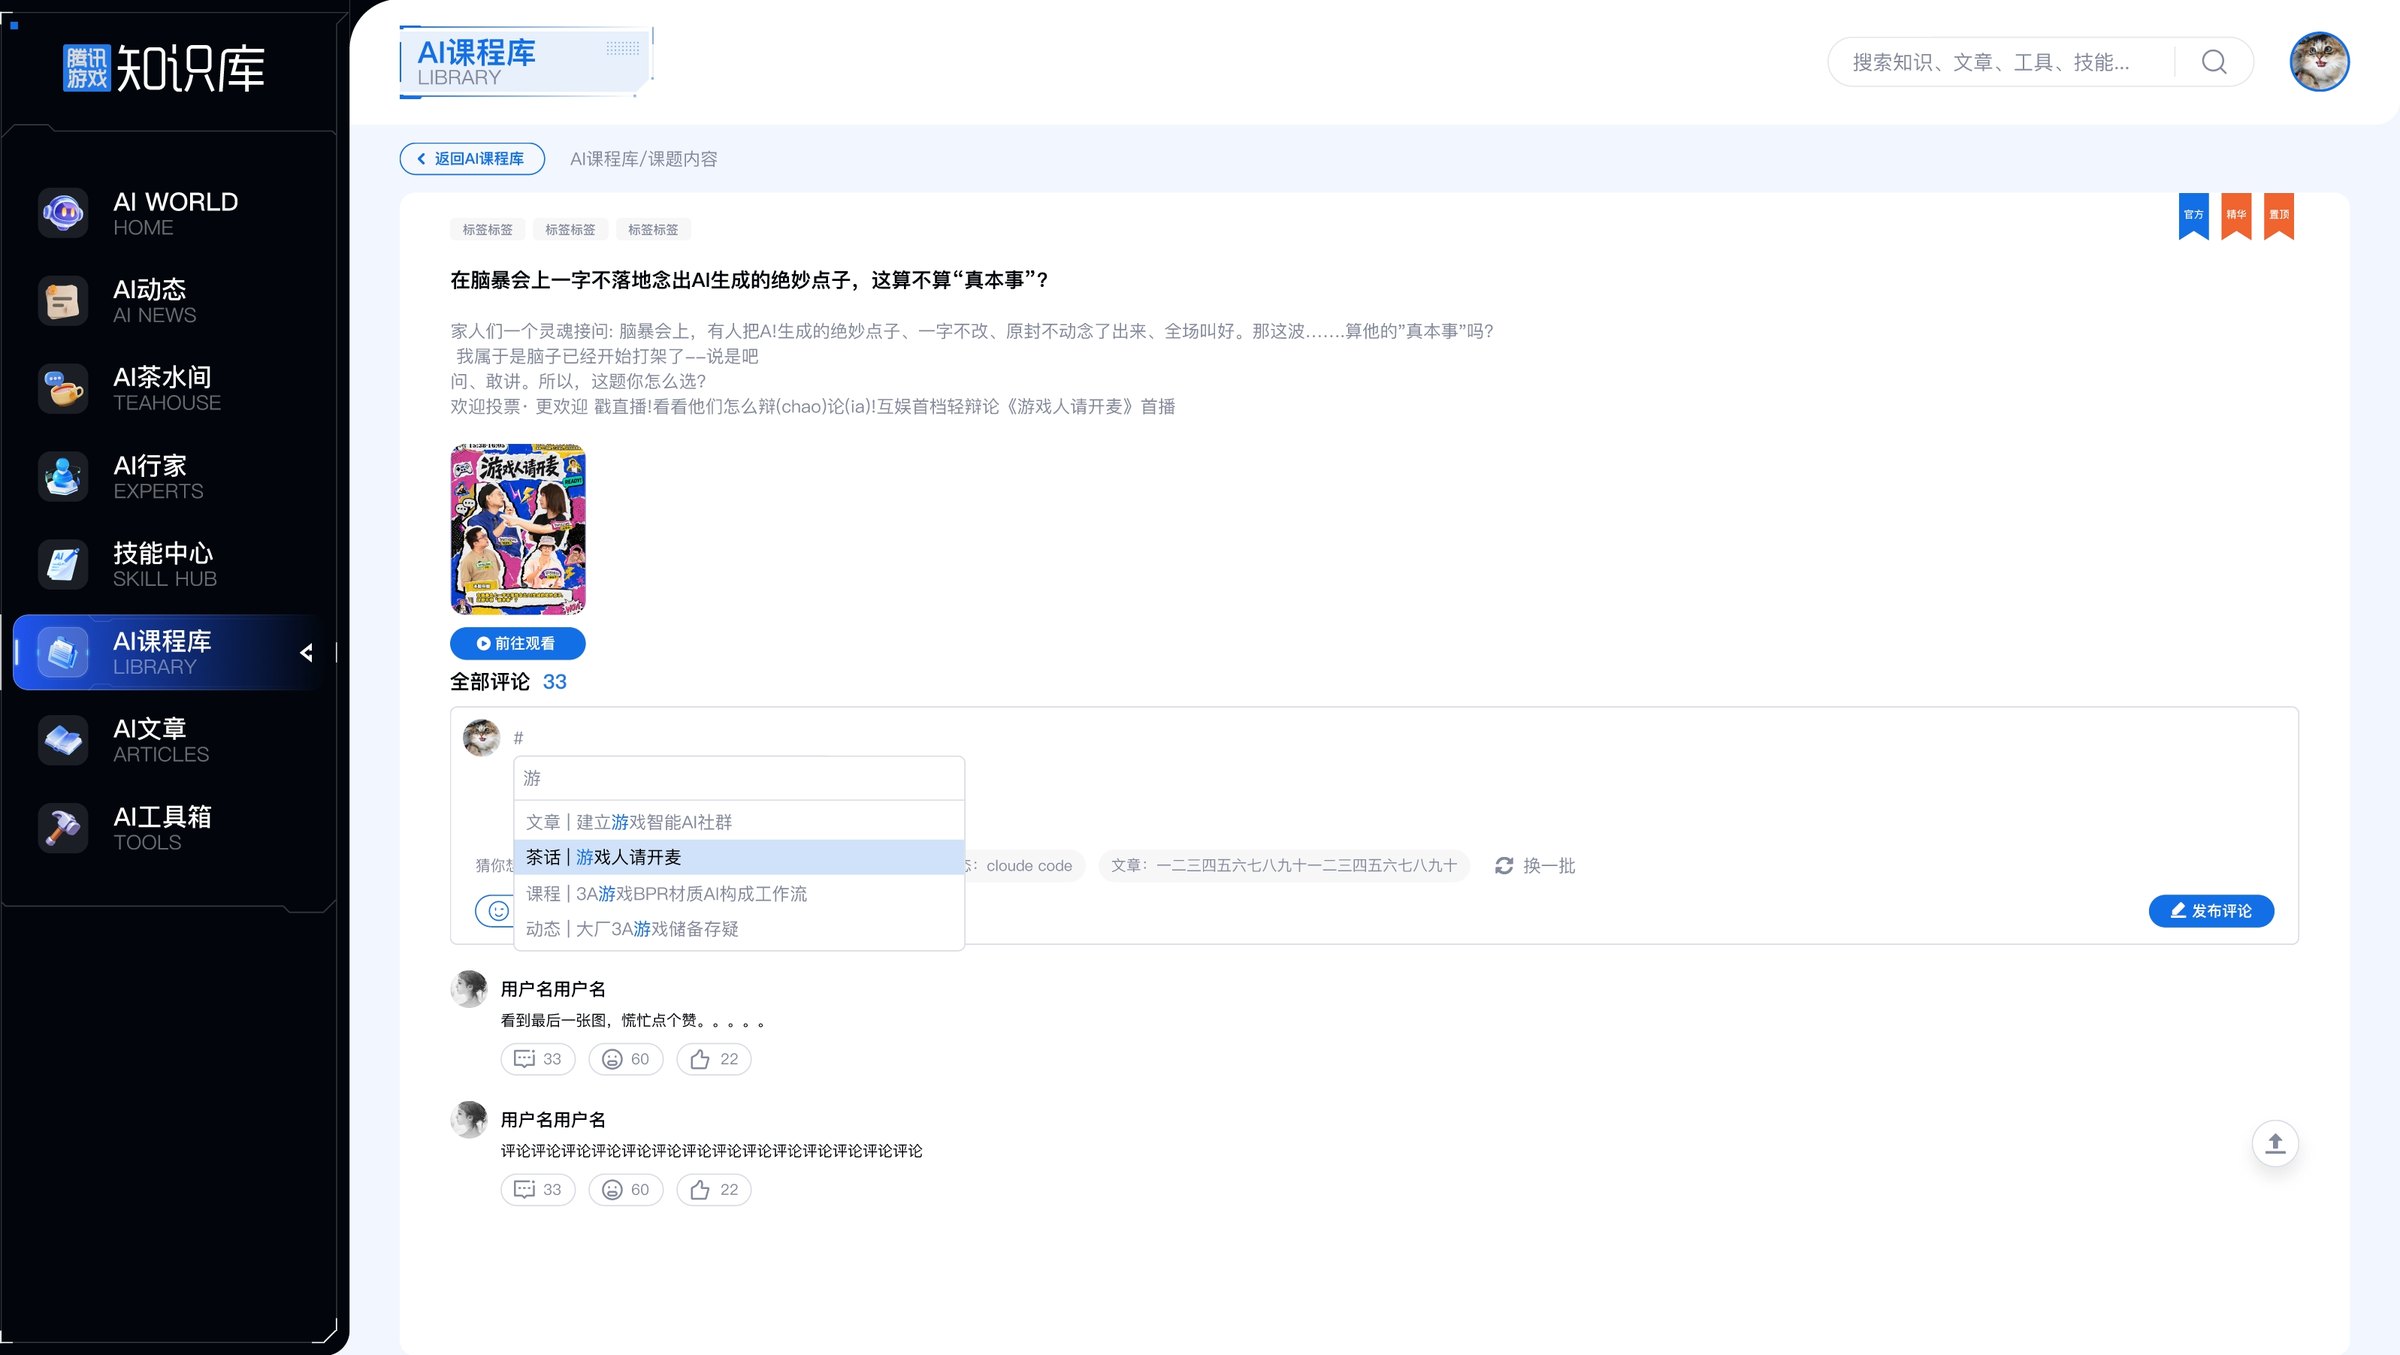 腾讯游戏 知识库
AI WORLD
HOME
AI动态
AI NEWS
AI茶水间
TEAHOUSE
AI行家
EXPERTS
技能中心
SKILL HUB
AI课程库
LIBRARY
AI文章
ARTICLES
AI工具箱
TOOLS
AI课程库
LIBRARY
搜索知识、文章、工具、技能...
返回AI课程库
AI课程库/课题内容
标签标签 标签标签 标签标签
官方 精华 置顶
在脑暴会上一字不落地念出AI生成的绝妙点子，这算不算“真本事”？
家人们一个灵魂接问: 脑暴会上，有人把A!生成的绝妙点子、一字不改、原封不动念了出来、全场叫好。那这波.......算他的”真本事"吗?
我属于是脑子已经开始打架了--说是吧
问、敢讲。所以，这题你怎么选?
欢迎投票· 更欢迎 戳直播!看看他们怎么辩(chao)论(ia)!互娱首档轻辩论《游戏人请开麦》首播
游戏人请开麦
前往观看
全部评论 33
#
游
文章 | 建立游戏智能AI社群
茶话 | 游戏人请开麦
课程 | 3A游戏BPR材质AI构成工作流
动态 | 大厂3A游戏储备存疑
猜你想
cloude code
文章：一二三四五六七八九十一二三四五六七八九十
换一批
发布评论
用户名用户名
看到最后一张图，慌忙点个赞。。。。。
33 60 22
用户名用户名
评论评论评论评论评论评论评论评论评论评论评论评论评论评论
33 60 22